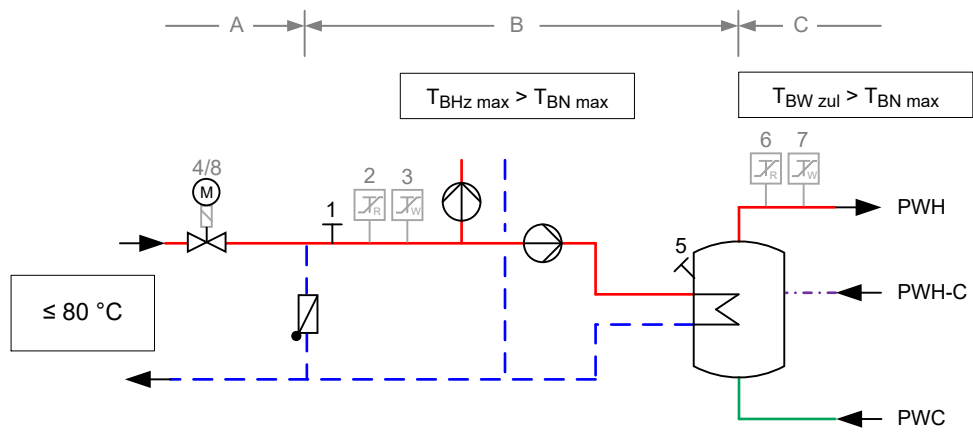 A B C
T_BHz max > T_BN max
T_BW zul > T_BN max
6 7
R W
4/8
M
2 3
R W
1
PWH
5
≤ 80 °C
PWH-C
PWC